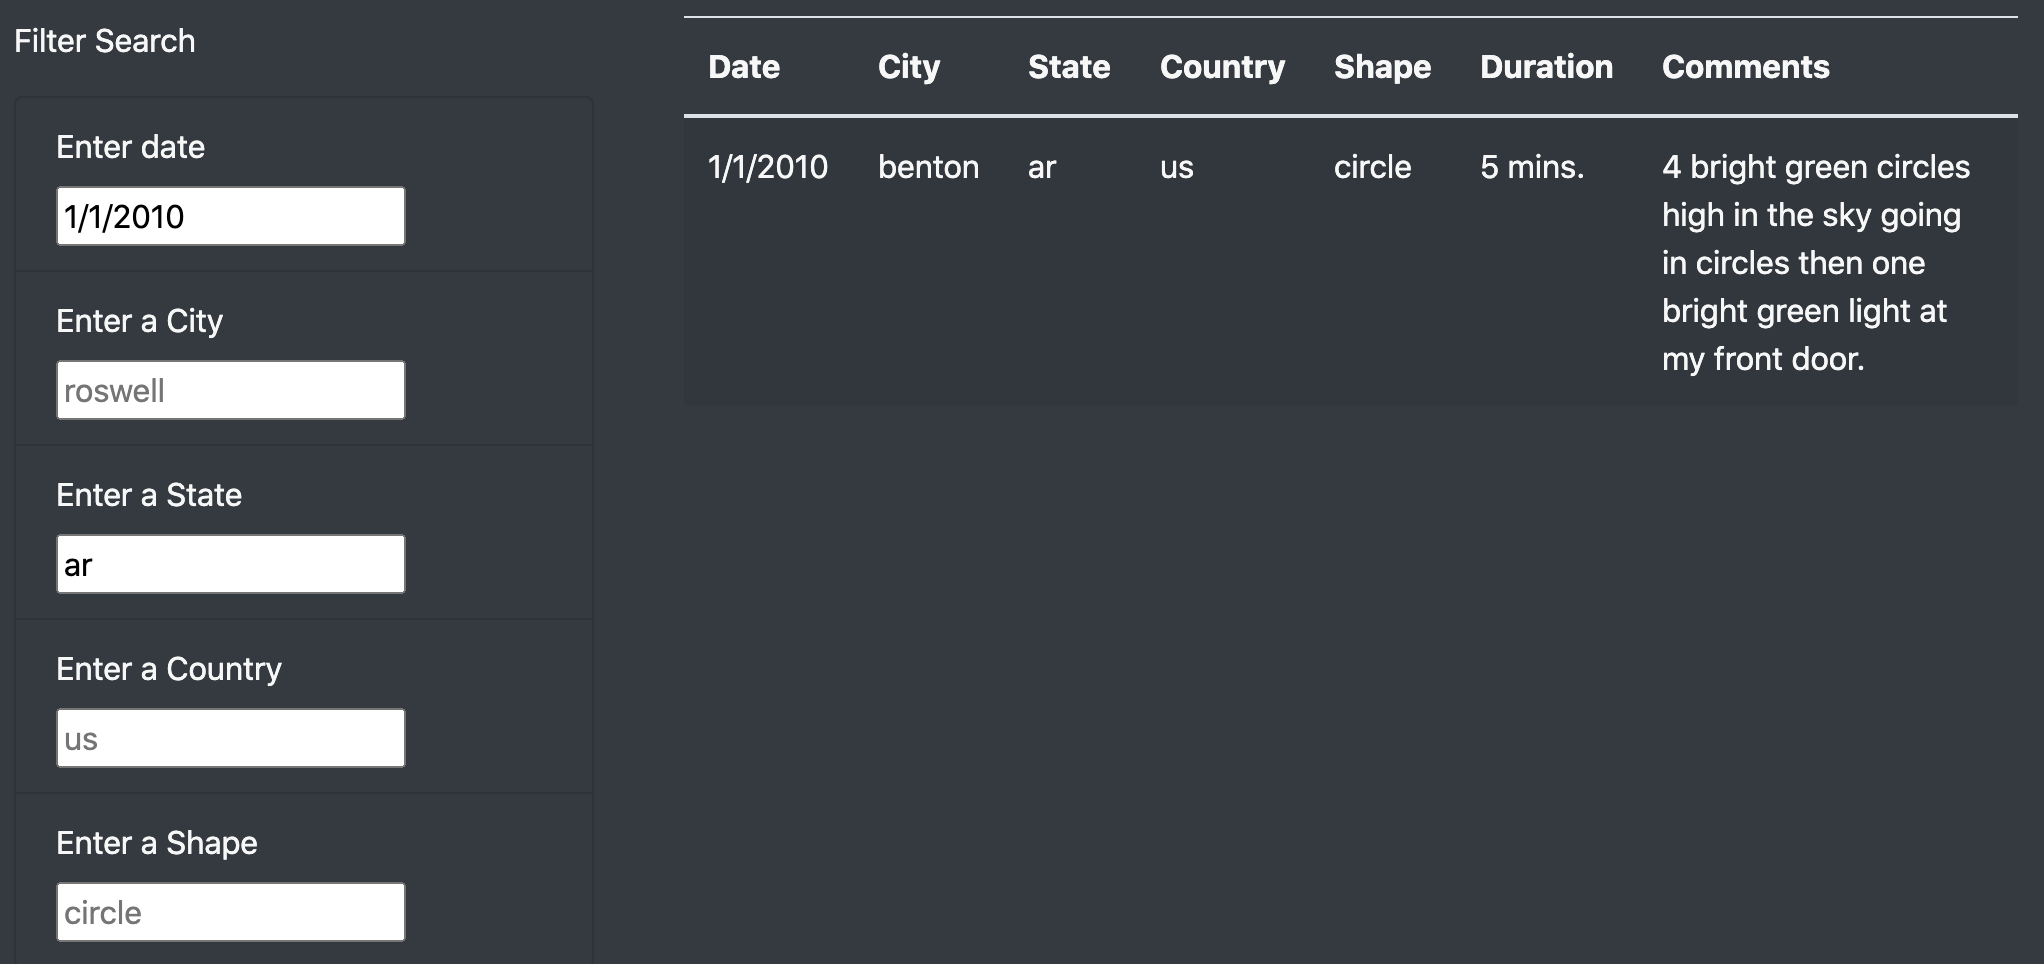 Filter Search
Enter date
1/1/2010
Enter a City
roswell
Enter a State
ar
Enter a Country
us
Enter a Shape
circle
Date City State Country Shape Duration Comments
1/1/2010 benton ar us circle 5 mins. 4 bright green circles
high in the sky going
in circles then one
bright green light at
my front door.